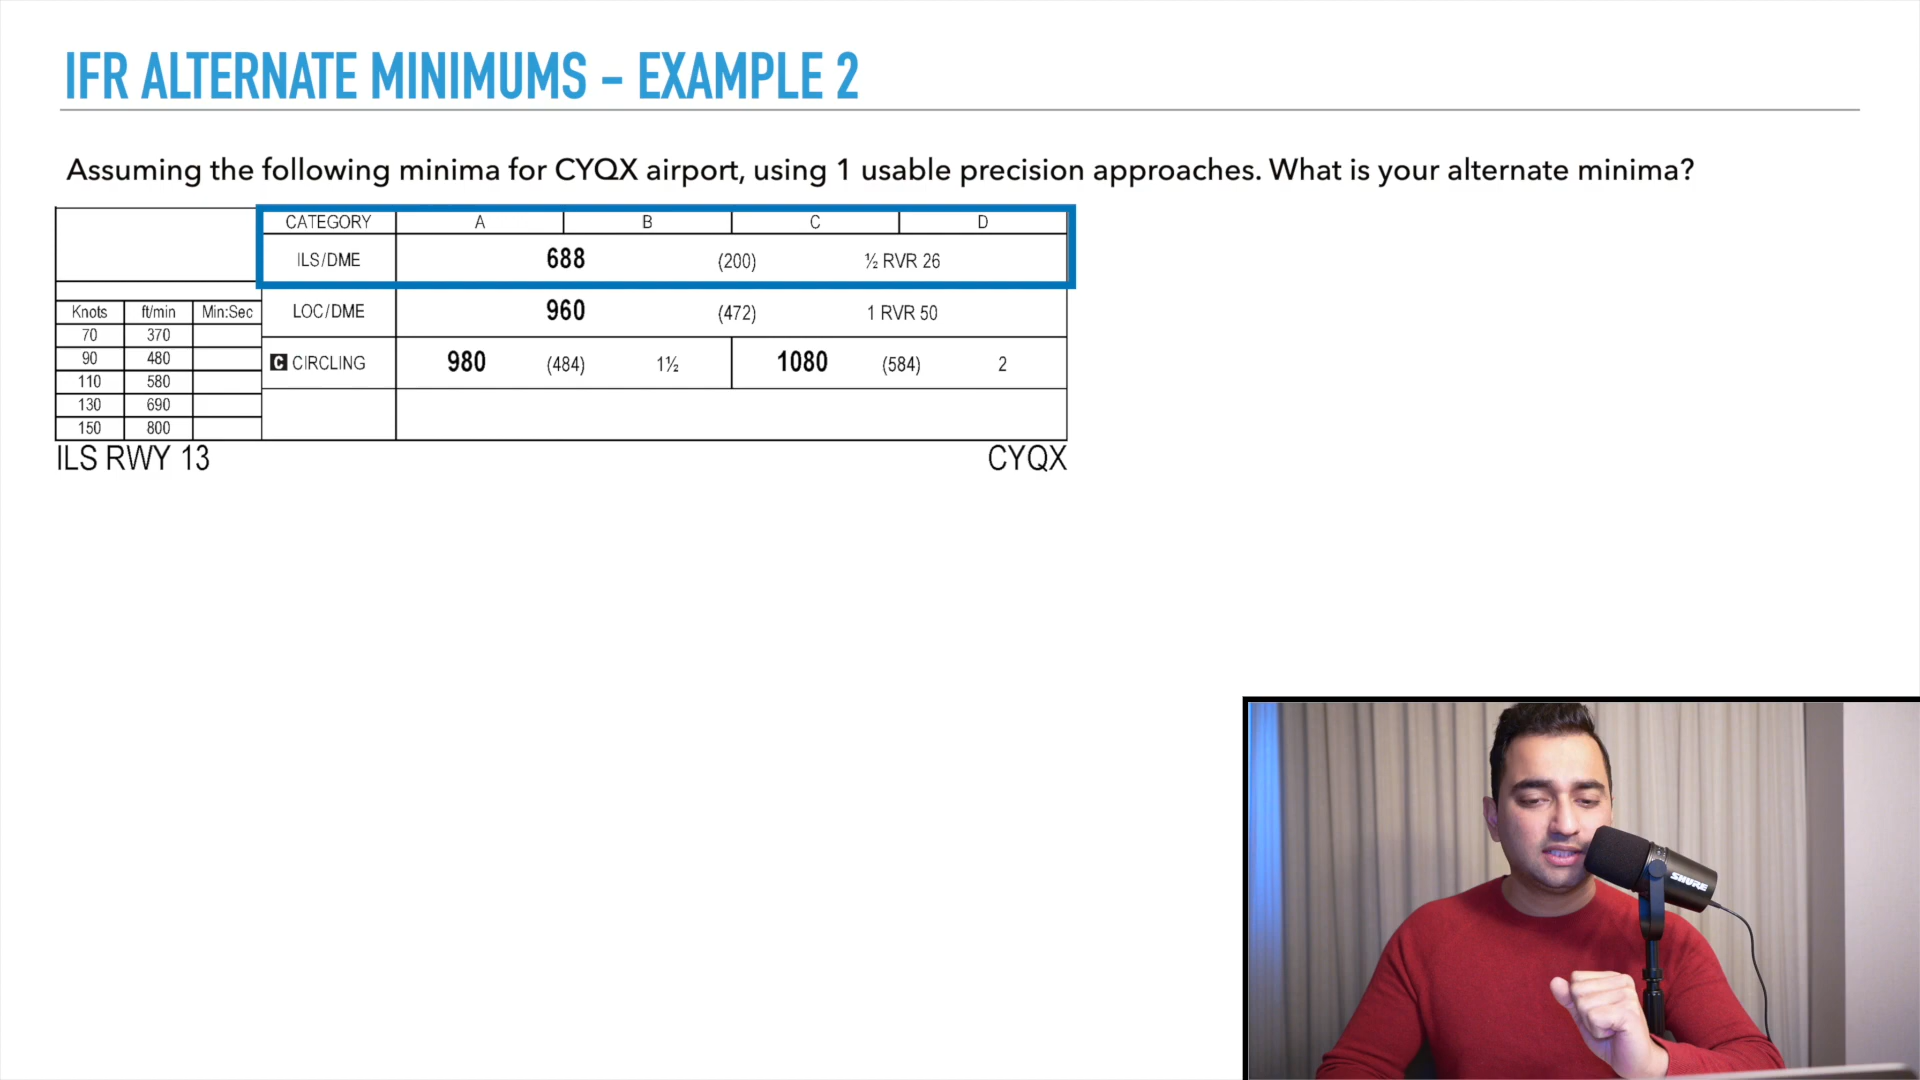 IFR ALTERNATE MINIMUMS – EXAMPLE 2
Assuming the following minima for CYQX airport, using 1 usable precision approaches. What is your alternate minima?
CATEGORY A B C D
ILS/DME 688 (200) ½ RVR 26
LOC/DME 960 (472) 1 RVR 50
C CIRCLING 980 (484) 1½ 1080 (584) 2
Knots ft/min Min:Sec
70 370
90 480
110 580
130 690
150 800
ILS RWY 13 CYQX
SHURE